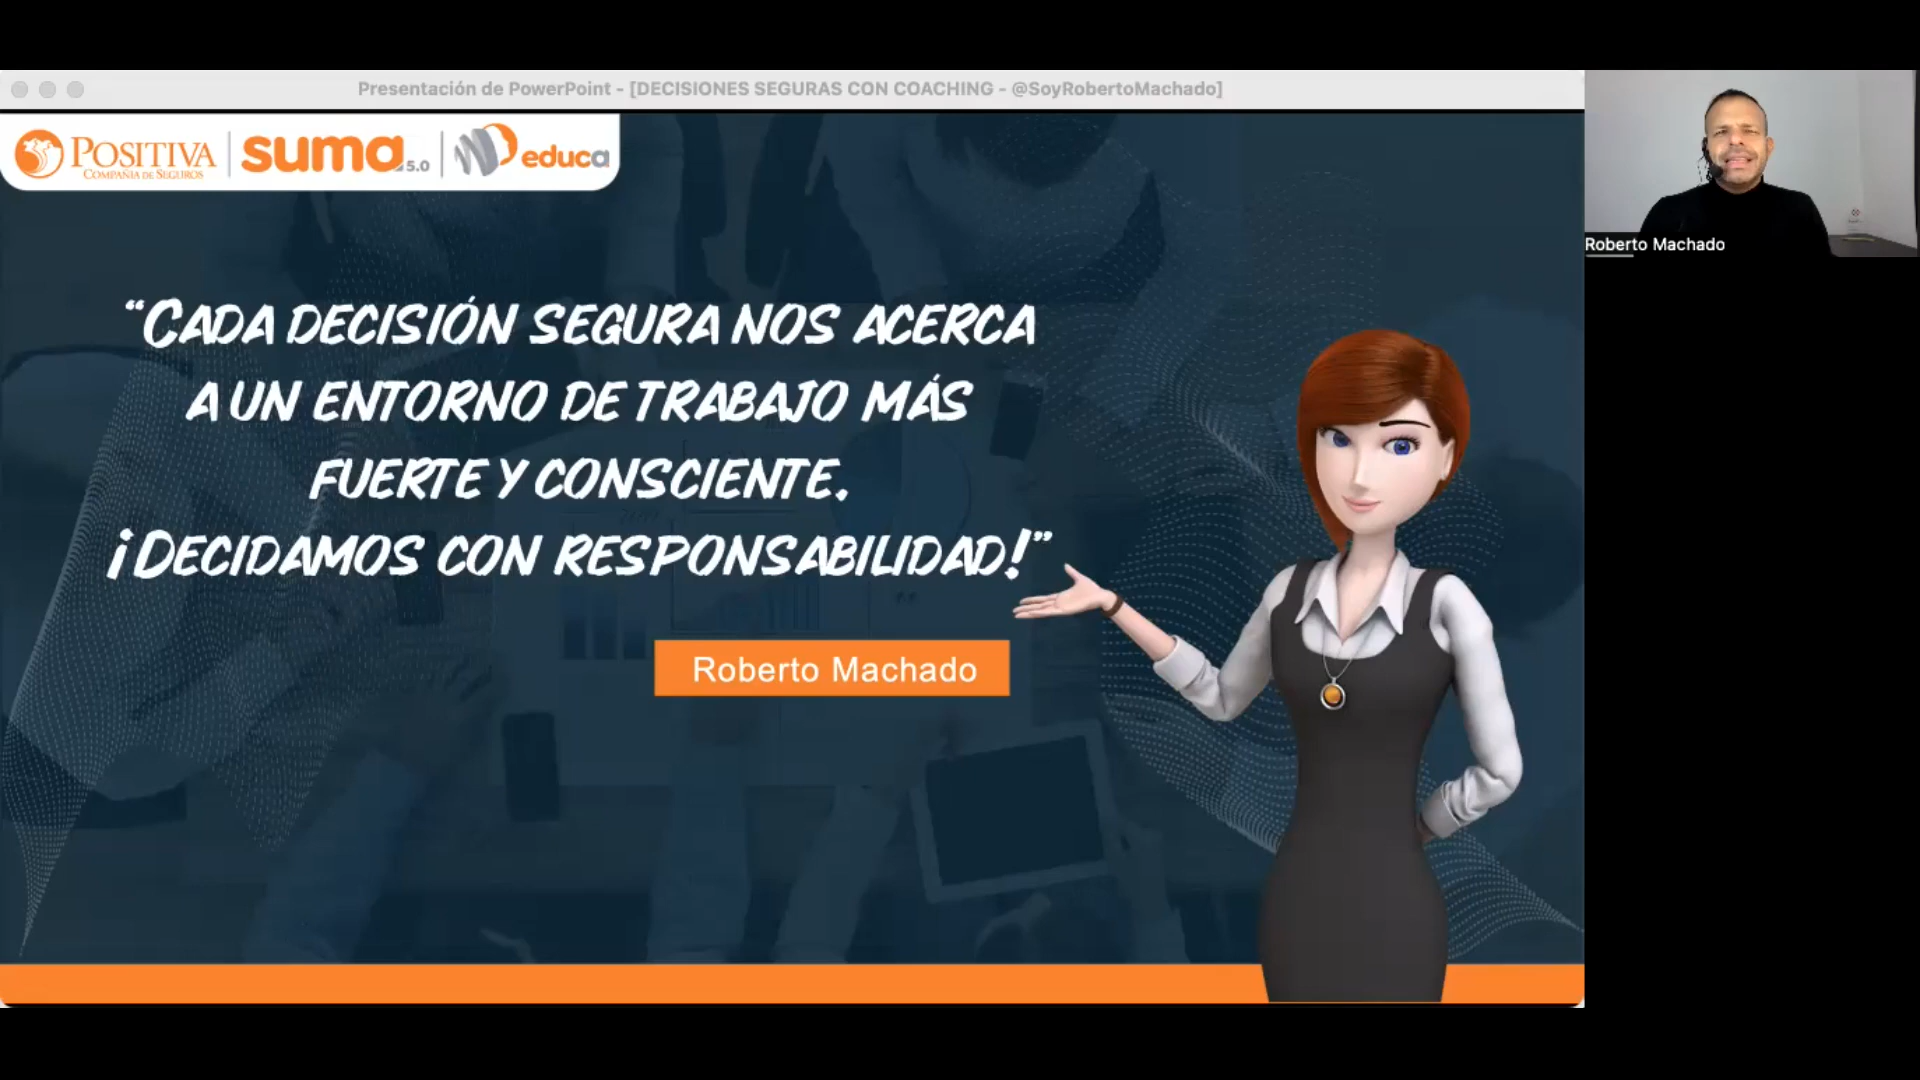 Presentación de PowerPoint - [DECISIONES SEGURAS CON COACHING - @SoyRobertoMachado]
POSITIVA
COMPAÑÍA DE SEGUROS
suma 5.0
educa
Roberto Machado
“CADA DECISIÓN SEGURA NOS ACERCA
A UN ENTORNO DE TRABAJO MÁS
FUERTE Y CONSCIENTE.
¡DECIDAMOS CON RESPONSABILIDAD!”
Roberto Machado